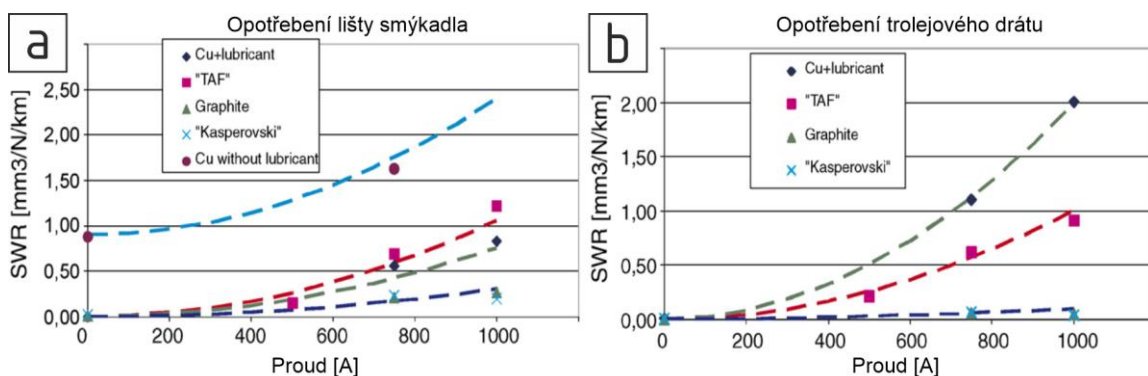 a
Opotřebení lišty smýkadla
SWR [mm3/N/km]
3,00
2,50
2,00
1,50
1,00
0,50
0,00
Cu+lubricant
"TAF"
Graphite
"Kasperovski"
Cu without lubricant
0 200 400 600 800 1000
Proud [A]
b
Opotřebení trolejového drátu
SWR [mm3/N/km]
2,00
1,50
1,00
0,50
0,00
Cu+lubricant
"TAF"
Graphite
"Kasperovski"
0 200 400 600 800 1000
Proud [A]